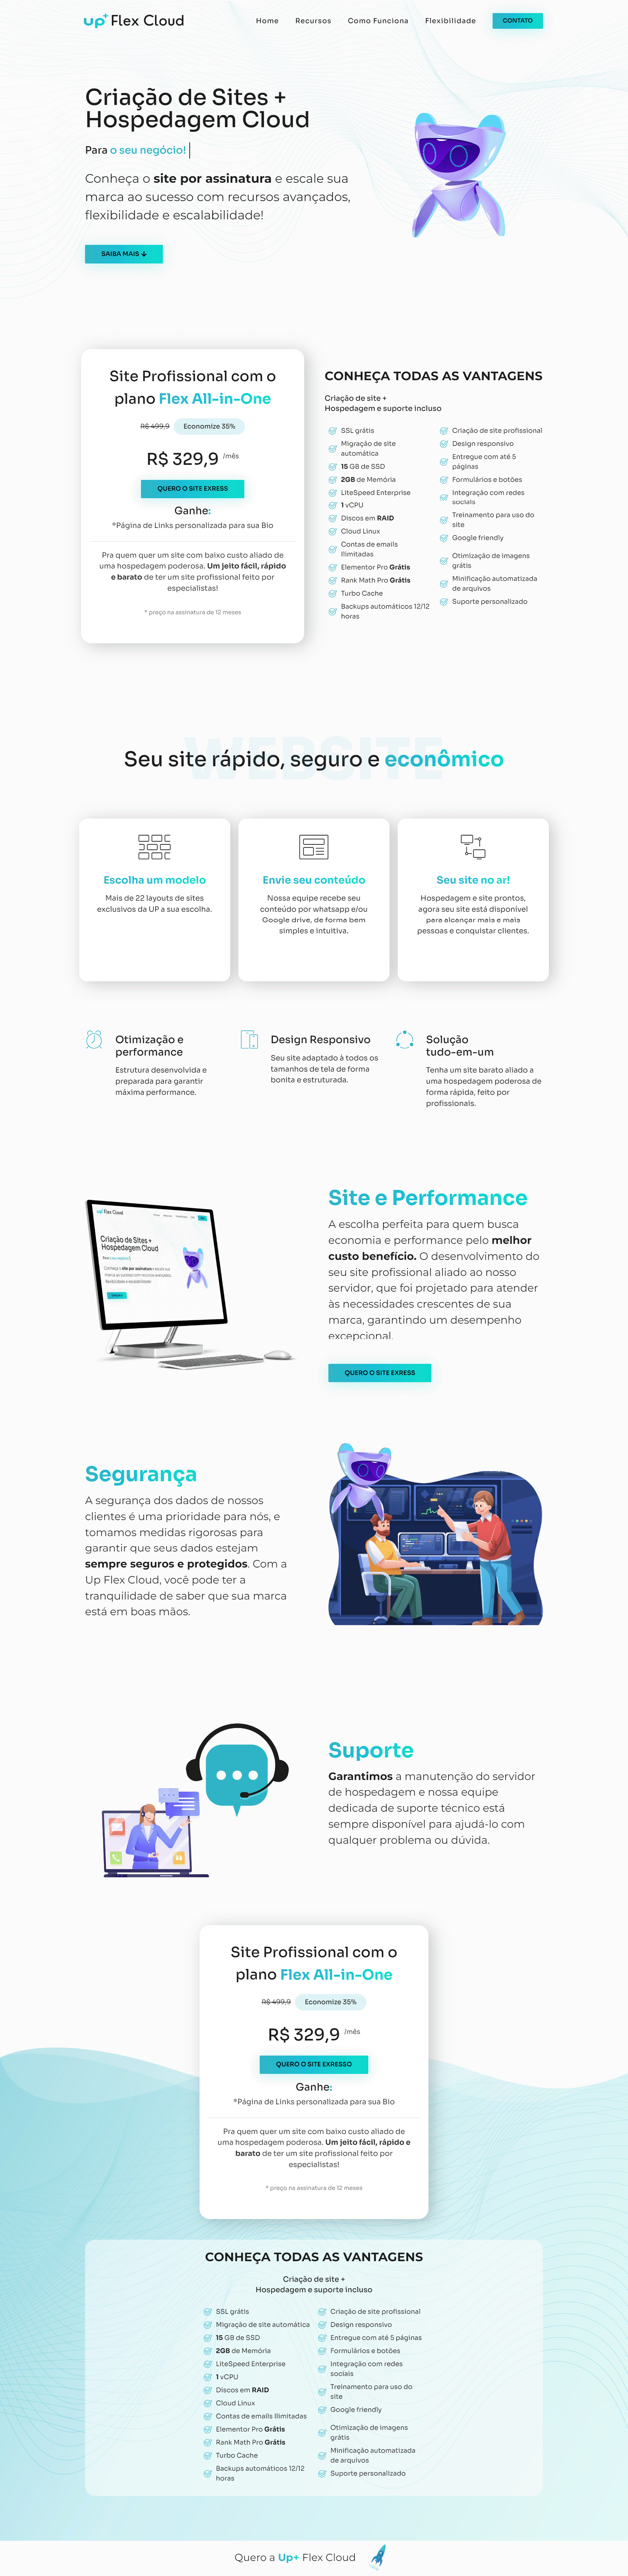 up+ Flex Cloud
Home Recursos Como Funciona Flexibilidade CONTATO
Criação de Sites +
Hospedagem Cloud
Para o seu negócio!
Conheça o site por assinatura e escale sua
marca ao sucesso com recursos avançados,
flexibilidade e escalabilidade!
SAIBA MAIS
Site Profissional com o
plano Flex All-in-One
R$ 499,9 Economize 35%
R$ 329,9 /mês
QUERO O SITE EXRESS
Ganhe:
*Página de Links personalizada para sua Bio
Pra quem quer um site com baixo custo aliado de
uma hospedagem poderosa. Um jeito fácil, rápido
e barato de ter um site profissional feito por
especialistas!
* preço na assinatura de 12 meses
CONHEÇA TODAS AS VANTAGENS
Criação de site +
Hospedagem e suporte incluso
SSL grátis
Migração de site
automática
15 GB de SSD
2GB de Memória
LiteSpeed Enterprise
1 vCPU
Discos em RAID
Cloud Linux
Contas de emails
Ilimitadas
Elementor Pro Grátis
Rank Math Pro Grátis
Turbo Cache
Backups automáticos 12/12
horas
Criação de site profissional
Design responsivo
Entregue com até 5
páginas
Formulários e botões
Integração com redes
sociais
Treinamento para uso do
site
Google friendly
Otimização de imagens
grátis
Minificação automatizada
de arquivos
Suporte personalizado
WEBSITE
Seu site rápido, seguro e econômico
Escolha um modelo
Mais de 22 layouts de sites
exclusivos da UP a sua escolha.
Envie seu conteúdo
Nossa equipe recebe seu
conteúdo por whatsapp e/ou
Google drive, de forma bem
simples e intuitiva.
Seu site no ar!
Hospedagem e site prontos,
agora seu site está disponível
para alcançar mais e mais
pessoas e conquistar clientes.
Otimização e
performance
Estrutura desenvolvida e
preparada para garantir
máxima performance.
Design Responsivo
Seu site adaptado à todos os
tamanhos de tela de forma
bonita e estruturada.
Solução
tudo-em-um
Tenha um site barato aliado a
uma hospedagem poderosa de
forma rápida, feito por
profissionais.
up+ Flex Cloud
Criação de Sites +
Hospedagem Cloud
Site e Performance
A escolha perfeita para quem busca
economia e performance pelo melhor
custo benefício. O desenvolvimento do
seu site profissional aliado ao nosso
servidor, que foi projetado para atender
às necessidades crescentes de sua
marca, garantindo um desempenho
excepcional.
QUERO O SITE EXRESS
Segurança
A segurança dos dados de nossos
clientes é uma prioridade para nós, e
tomamos medidas rigorosas para
garantir que seus dados estejam
sempre seguros e protegidos. Com a
Up Flex Cloud, você pode ter a
tranquilidade de saber que sua marca
está em boas mãos.
Suporte
Garantimos a manutenção do servidor
de hospedagem e nossa equipe
dedicada de suporte técnico está
sempre disponível para ajudá-lo com
qualquer problema ou dúvida.
Site Profissional com o
plano Flex All-in-One
R$ 499,9 Economize 35%
R$ 329,9 /mês
QUERO O SITE EXRESSO
Ganhe:
*Página de Links personalizada para sua Bio
Pra quem quer um site com baixo custo aliado de
uma hospedagem poderosa. Um jeito fácil, rápido e
barato de ter um site profissional feito por
especialistas!
* preço na assinatura de 12 meses
CONHEÇA TODAS AS VANTAGENS
Criação de site +
Hospedagem e suporte incluso
SSL grátis
Migração de site automática
15 GB de SSD
2GB de Memória
LiteSpeed Enterprise
1 vCPU
Discos em RAID
Cloud Linux
Contas de emails Ilimitadas
Elementor Pro Grátis
Rank Math Pro Grátis
Turbo Cache
Backups automáticos 12/12
horas
Criação de site profissional
Design responsivo
Entregue com até 5 páginas
Formulários e botões
Integração com redes
sociais
Treinamento para uso do
site
Google friendly
Otimização de imagens
grátis
Minificação automatizada
de arquivos
Suporte personalizado
Quero a Up+ Flex Cloud